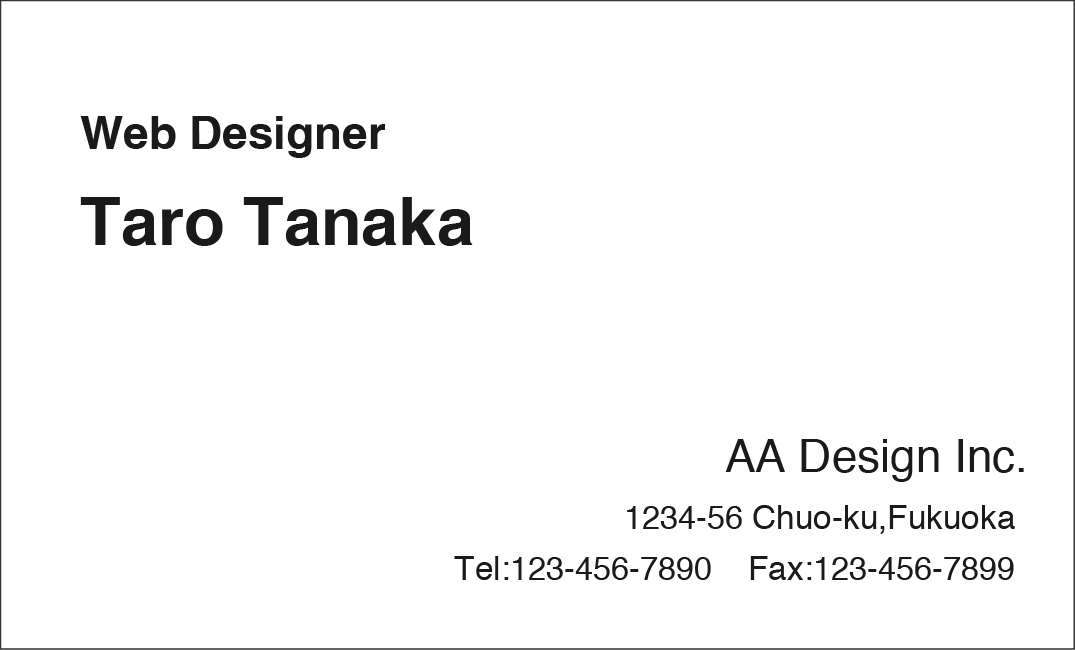 Web Designer
Taro Tanaka
AA Design Inc.
1234-56 Chuo-ku,Fukuoka
Tel:123-456-7890 Fax:123-456-7899